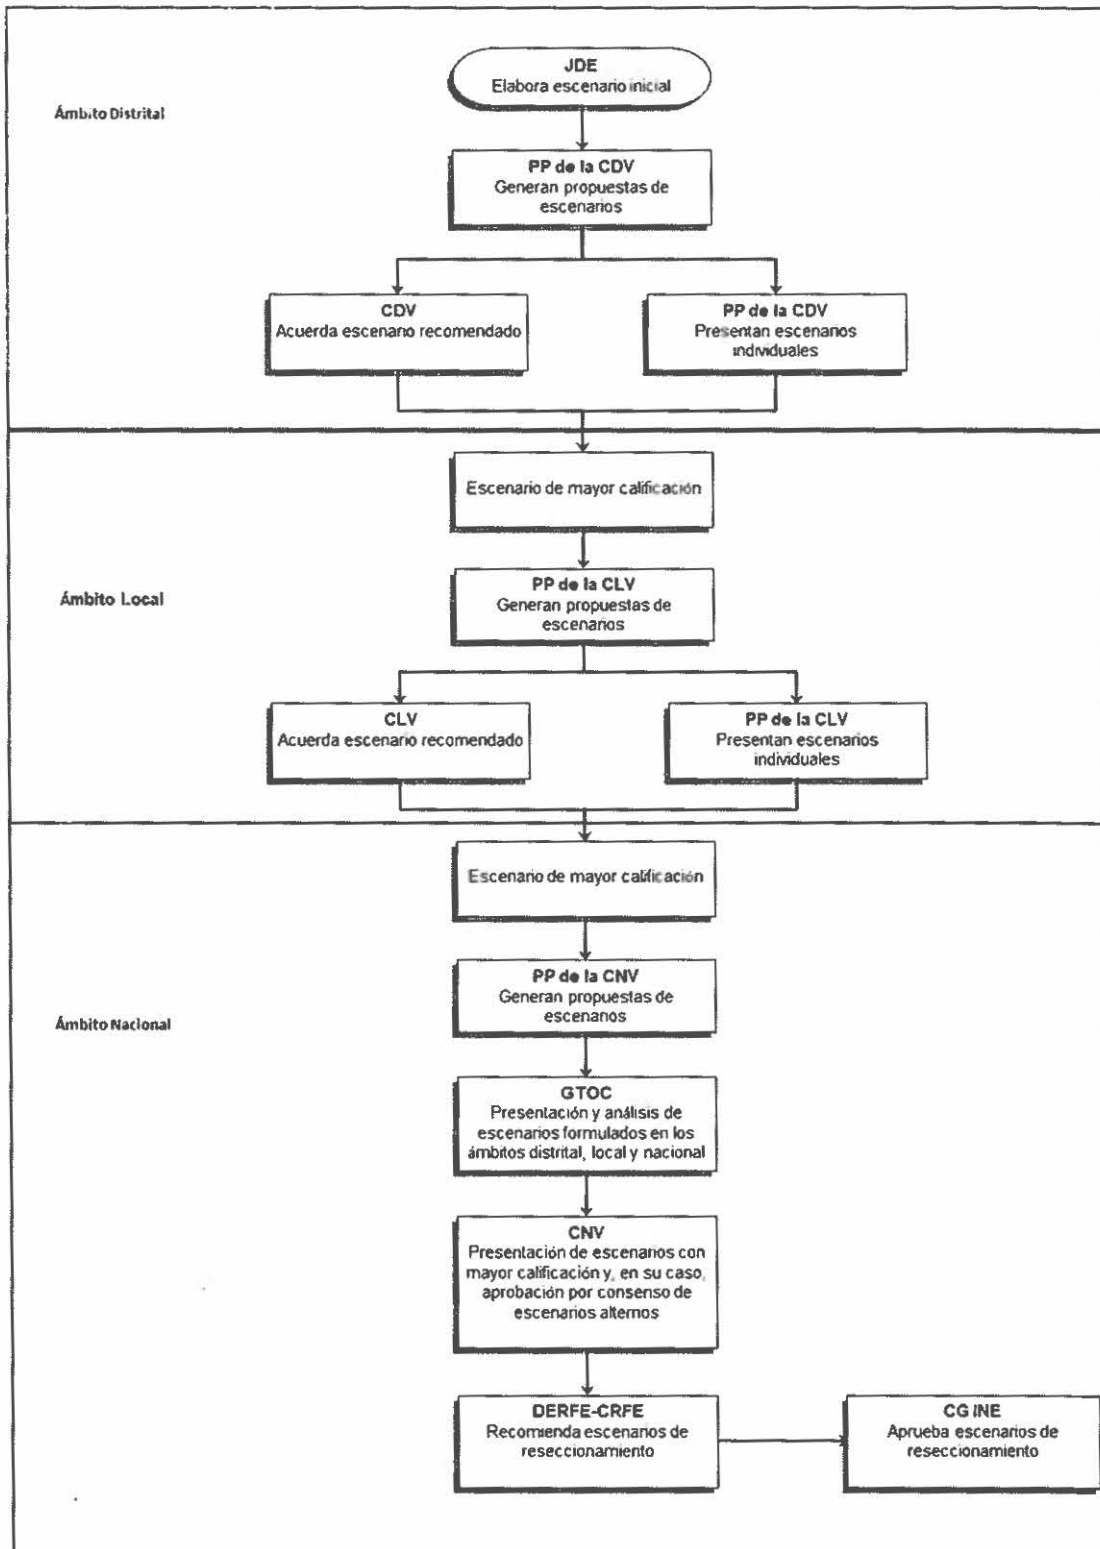 JDE
Elabora escenario inicial
Ámbito Distrital
PP de la CDV
Generan propuestas de
escenarios
CDV
Acuerda escenario recomendado
PP de la CDV
Presentan escenarios
individuales
Escenario de mayor calificación
Ámbito Local
PP de la CLV
Generan propuestas de
escenarios
CLV
Acuerda escenario recomendado
PP de la CLV
Presentan escenarios
individuales
Escenario de mayor calificación
PP de la CNV
Generan propuestas de
escenarios
Ámbito Nacional
GTOC
Presentación y análisis de
escenarios formulados en los
ámbitos distrital, local y nacional
CNV
Presentación de escenarios con
mayor calificación y, en su caso,
aprobación por consenso de
escenarios alternos
DERFE-CRFE
Recomienda escenarios de
reseccionamiento
CG INE
Aprueba escenarios de
reseccionamiento